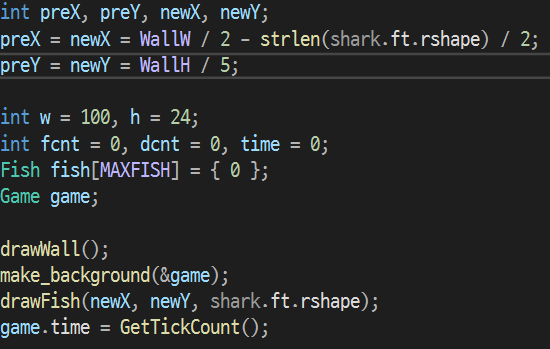 int preX, preY, newX, newY;
preX = newX = WallW / 2 - strlen(shark.ft.rshape) / 2;
preY = newY = WallH / 5;
int w = 100, h = 24;
int fcnt = 0, dcnt = 0, time = 0;
Fish fish[MAXFISH] = { 0 };
Game game;
drawWall();
make_background(&game);
drawFish(newX, newY, shark.ft.rshape);
game.time = GetTickCount();